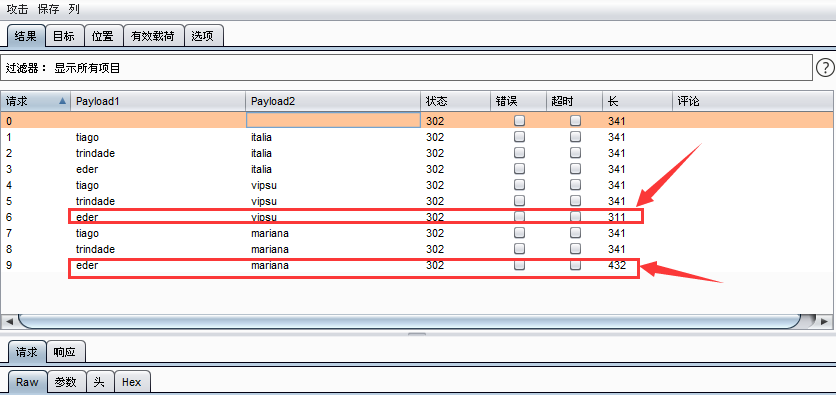 攻击 保存 列
结果 目标 位置 有效载荷 选项
过滤器： 显示所有项目 ?
请求 Payload1 Payload2 状态 错误 超时 长 评论
0 302 341
1 tiago italia 302 341
2 trindade italia 302 341
3 eder italia 302 341
4 tiago vipsu 302 341
5 trindade vipsu 302 341
6 eder vipsu 302 311
7 tiago mariana 302 341
8 trindade mariana 302 341
9 eder mariana 302 432
请求 响应
Raw 参数 头 Hex